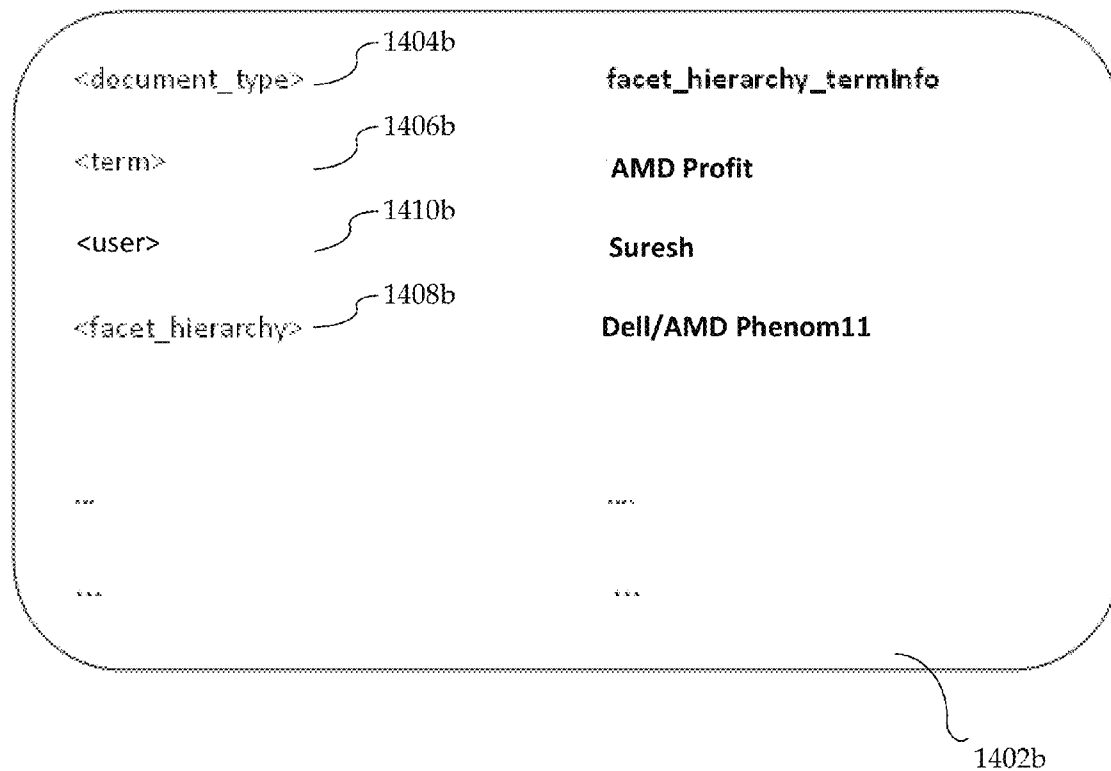 1404b
<document_type> facet_hierarchy_termInfo
1406b
<term> AMD Profit
1410b
<user> Suresh
1408b
<facet_hierarchy> Dell/AMD Phenom11
... ...
... ...
1402b